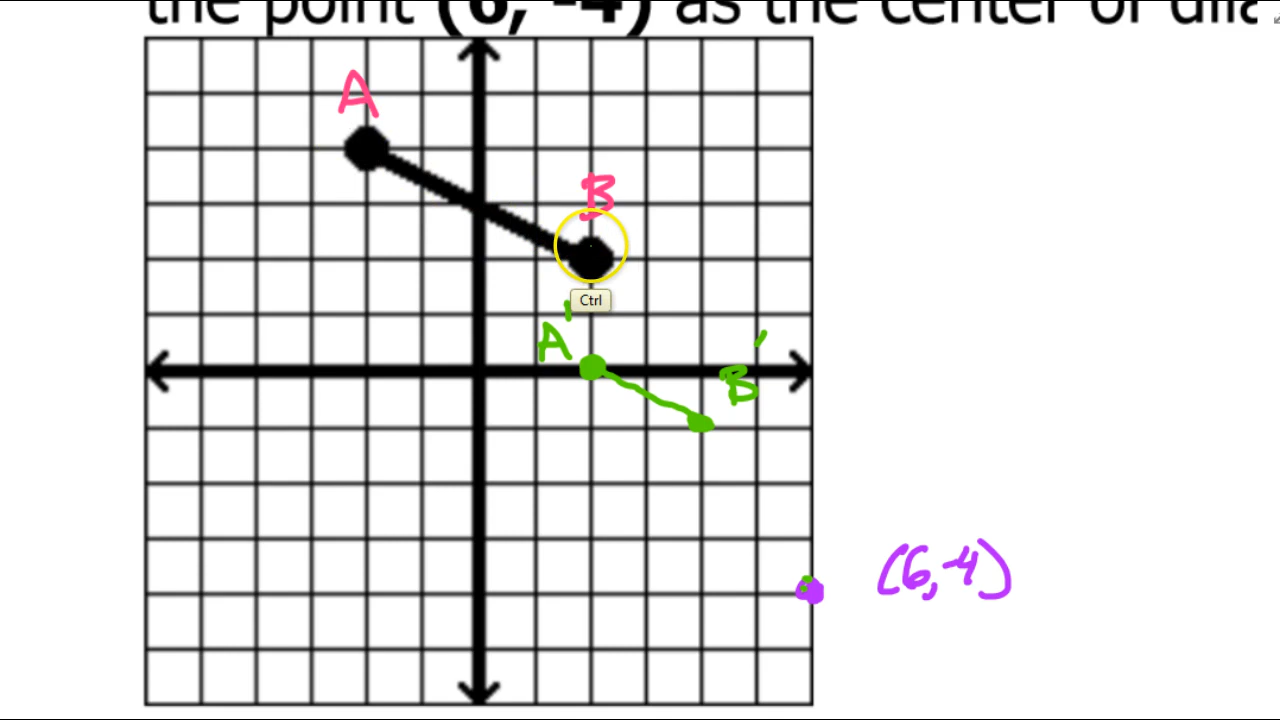 the point (6, -4) as the center of dila
A
B
Ctrl
A'
B'
(6,-4)